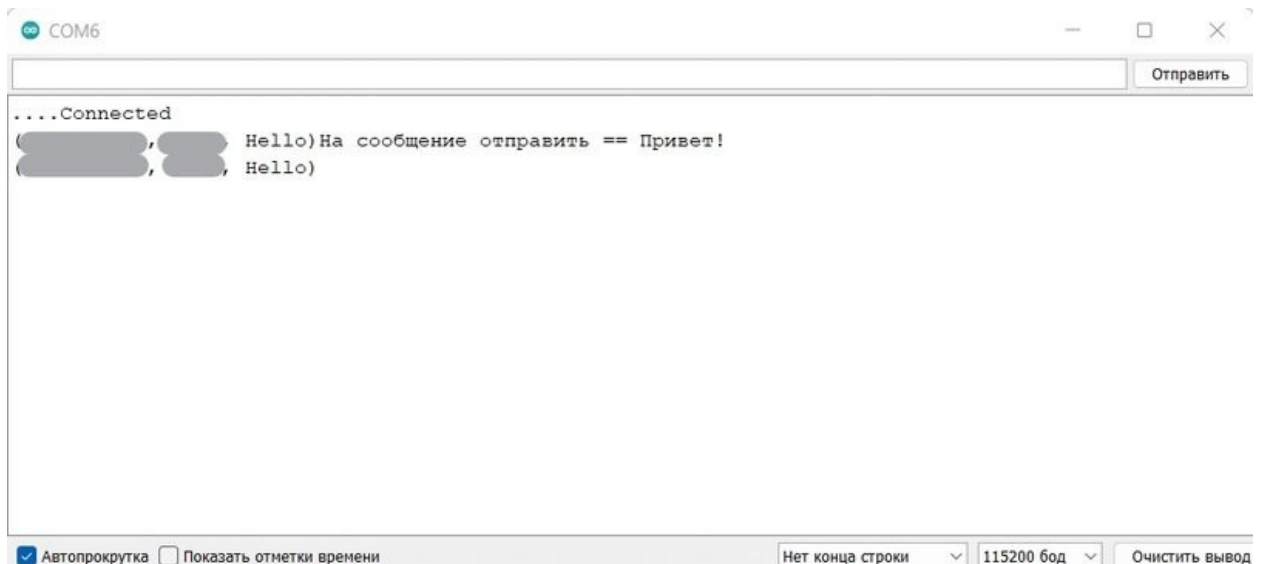 COM6
Отправить
....Connected
( , , Hello)На сообщение отправить == Привет!
( , , Hello)
Автопрокрутка Показать отметки времени Нет конца строки 115200 бод Очистить вывод